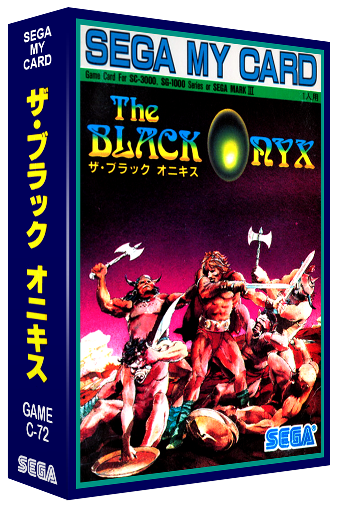 SEGA
MY
CARD
ザ・ブラック オニキス
GAME
C-72
SEGA
SEGA MY CARD
Game Card For SC-3000, SG-1000 Series or SEGA MARK III
1人用
The
BLACK ONYX
ザ・ブラック オニキス
SEGA®